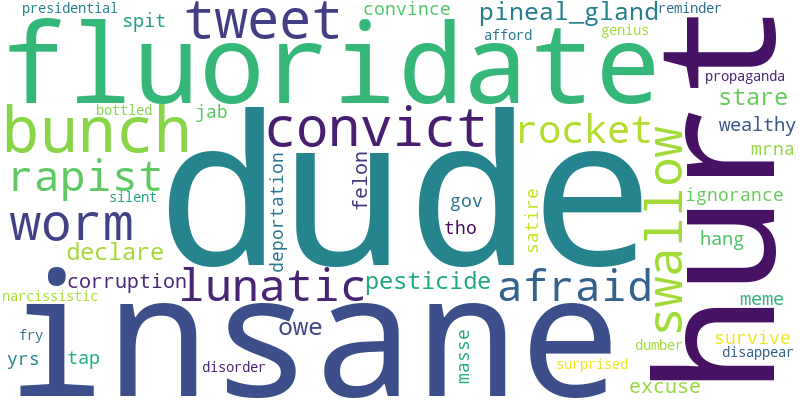 presidential
spit
tweet
convince
pineal_gland
reminder
afford
genius
fluoridate
hurt
propaganda
bottled
jab
stare
bunch
convict
rocket
wealthy
mrna
rapist
dude
swallow
deportation
felon
silent
gov
satire
ignorance
worm
tho
hang
declare
corruption
lunatic
pesticide
afraid
narcissistic
insane
meme
owe
fry
survive
dumber
disappear
yrs
tap
disorder
masse
surprised
excuse